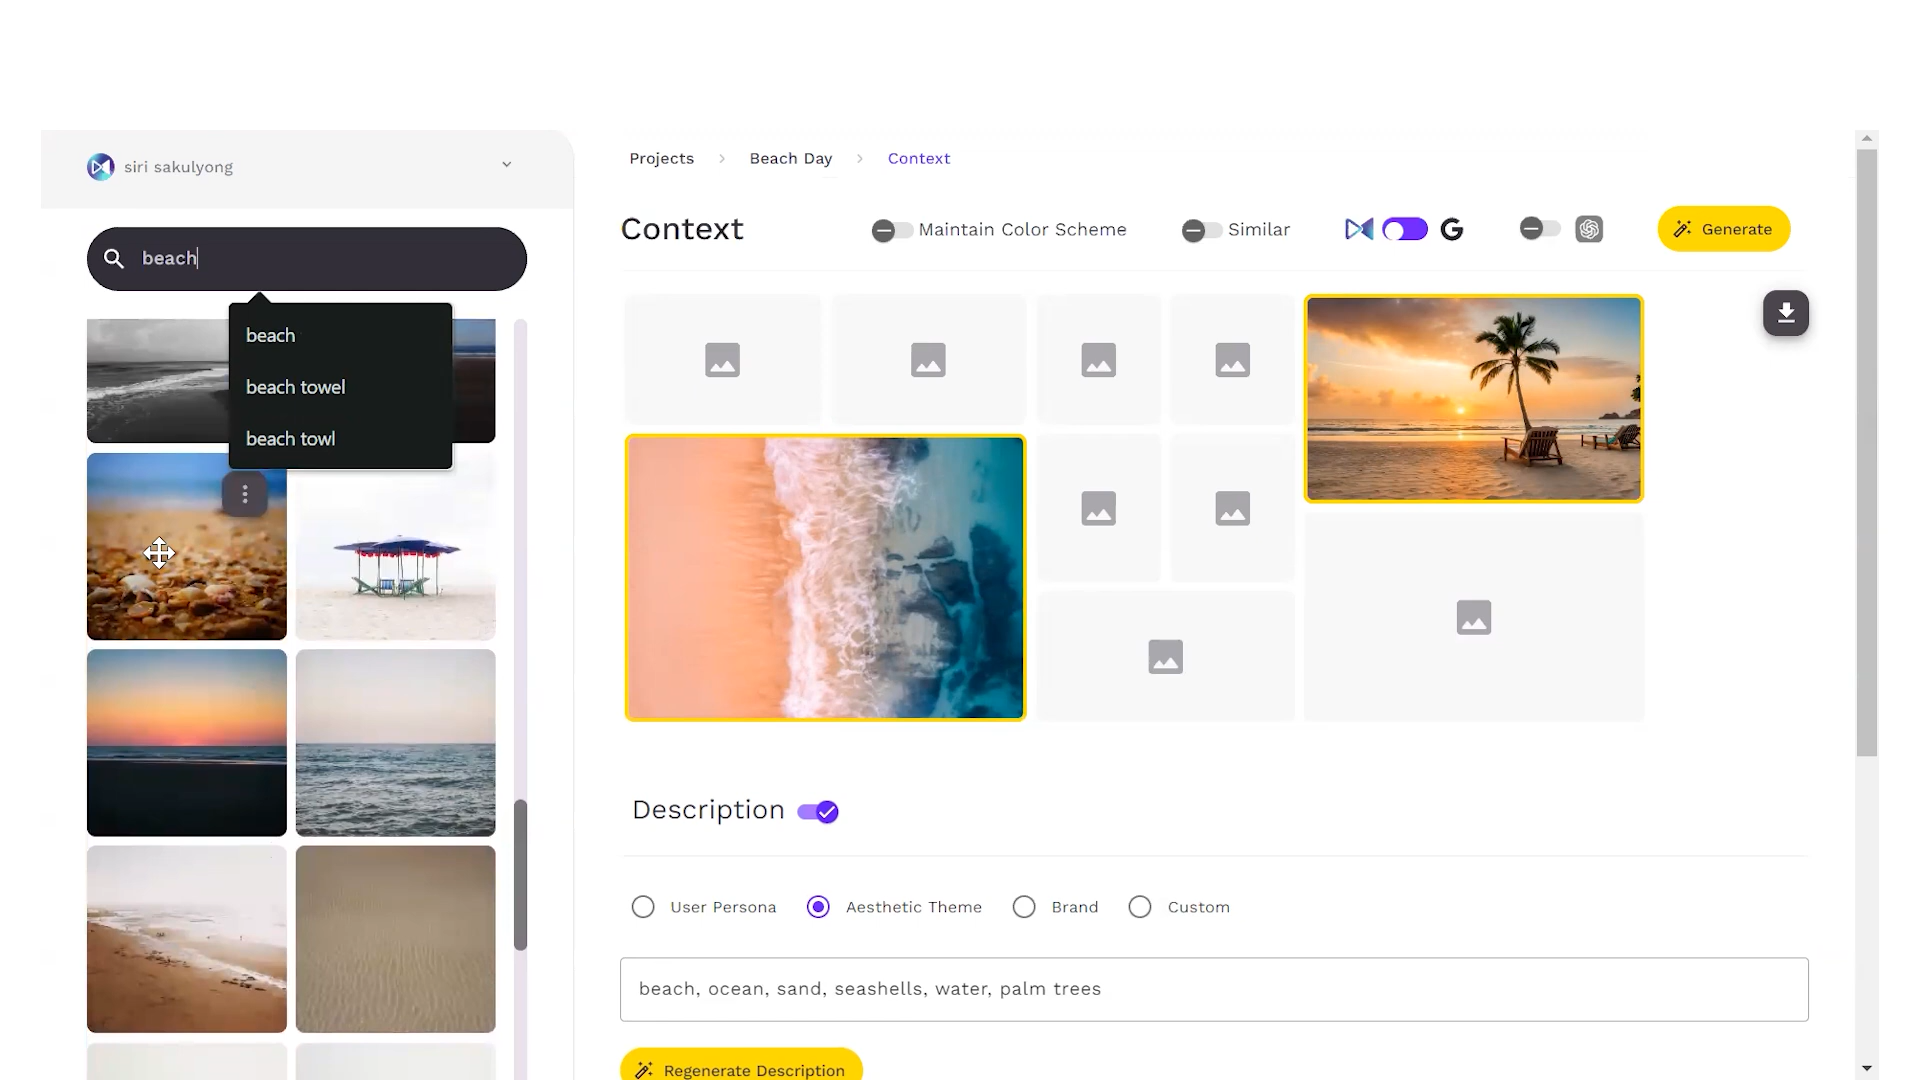 siri sakulyong
beach
beach
beach towel
beach towl
Projects > Beach Day > Context
Context
Maintain Color Scheme
Similar
G
Generate
Description
User Persona
Aesthetic Theme
Brand
Custom
beach, ocean, sand, seashells, water, palm trees
Regenerate Description